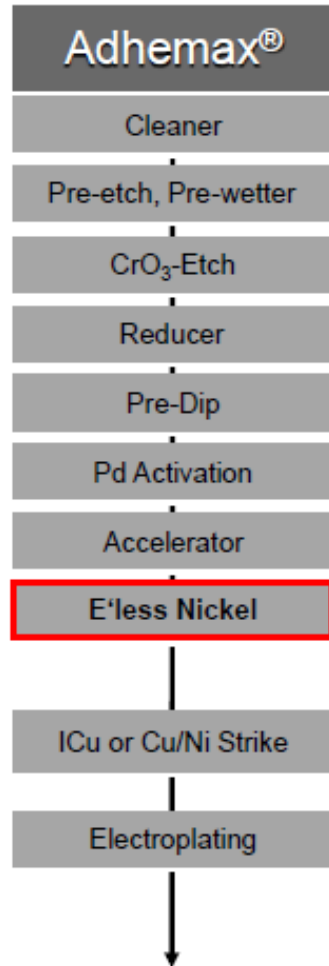 Adhemax®
Cleaner
Pre-etch, Pre-wetter
CrO₃-Etch
Reducer
Pre-Dip
Pd Activation
Accelerator
E‘less Nickel
ICu or Cu/Ni Strike
Electroplating